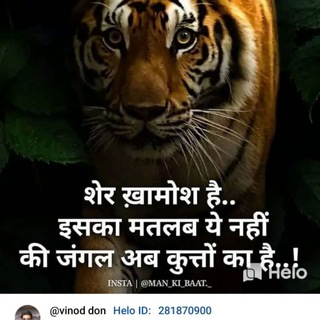 शेर ख़ामोश है..
इसका मतलब ये नहीं
की जंगल अब कुत्तों का है..!
Helo
INSTA | @MAN_KI_BAAT._
@vinod don Helo ID: 281870900